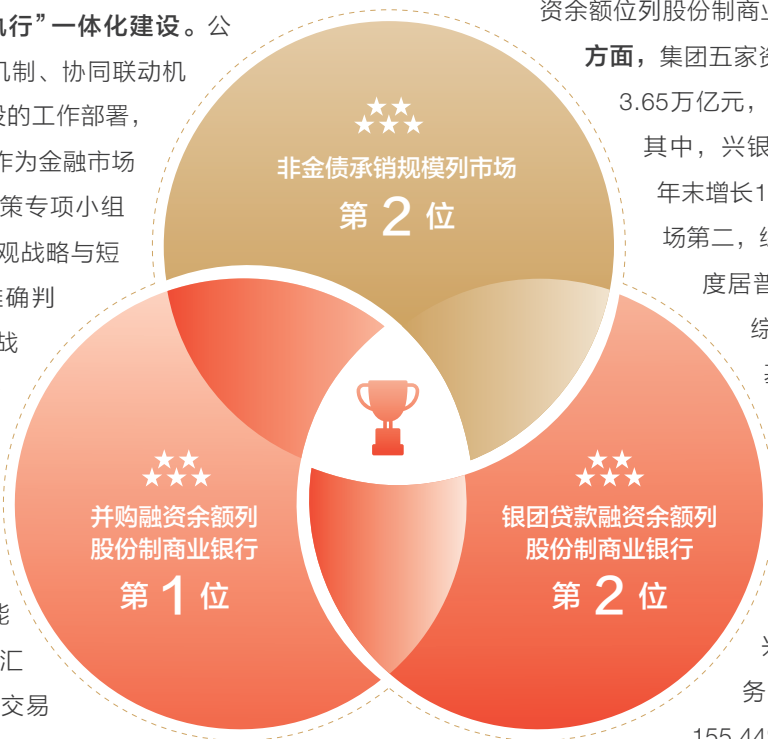 行”一体化建设。公
机制、协同联动机
设的工作部署，
作为金融市场
策专项小组
观战略与短
确判
战
能
汇
交易
非金债承销规模列市场
第 2 位
并购融资余额列
股份制商业银行
第 1 位
银团贷款融资余额列
股份制商业银行
第 2 位
资余额位列股份制商业
方面，集团五家资
3.65万亿元，
其中，兴银
年末增长1
场第二，
度居普
综
务
155.44